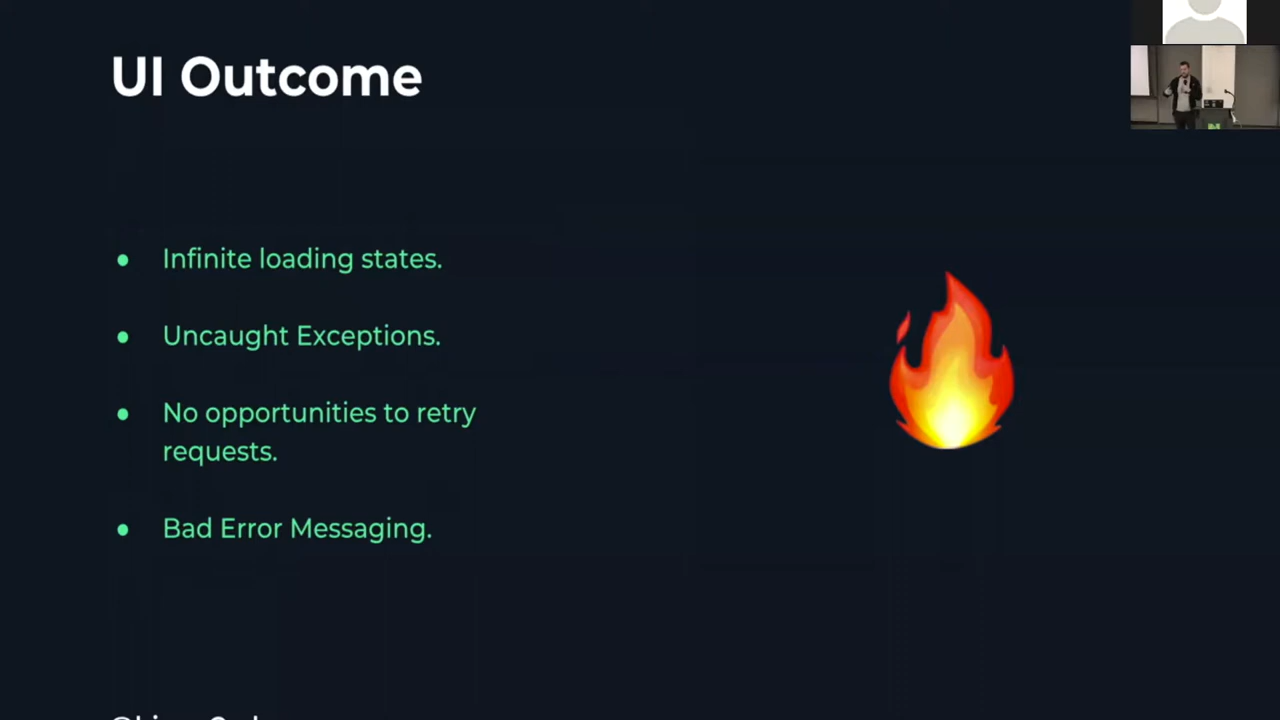 UI Outcome
● Infinite loading states.
● Uncaught Exceptions.
● No opportunities to retry
requests.
● Bad Error Messaging.